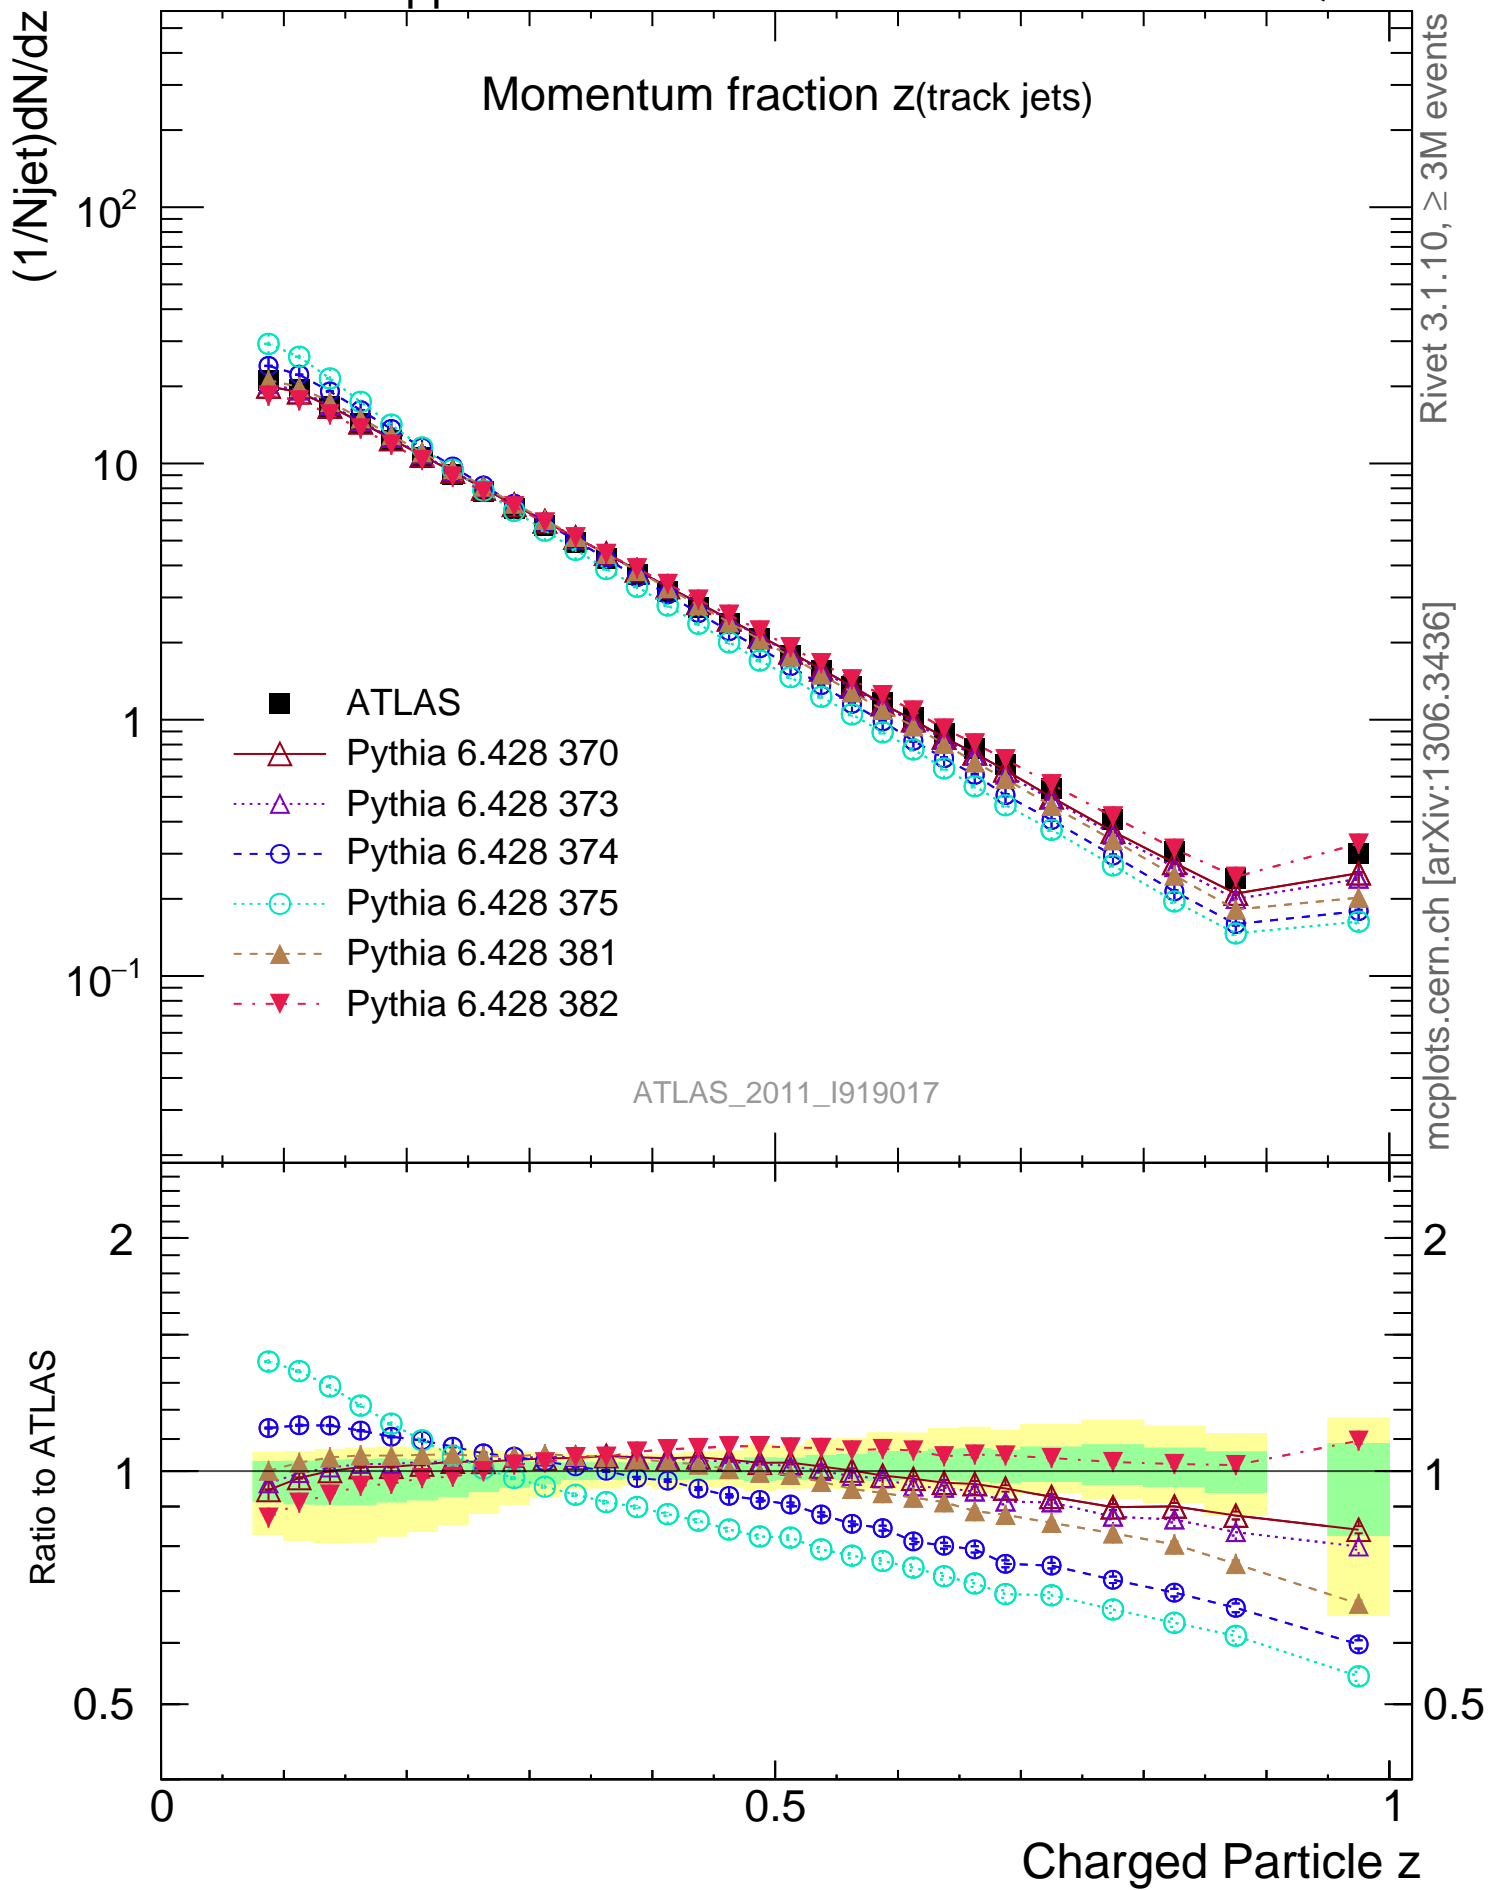 (1/Njet)dN/dz
Momentum fraction z(track jets)
10²
10
1
10⁻¹
ATLAS
Pythia 6.428 370
Pythia 6.428 373
Pythia 6.428 374
Pythia 6.428 375
Pythia 6.428 381
Pythia 6.428 382
ATLAS_2011_I919017
Rivet 3.1.10, ≥ 3M events
mcplots.cern.ch [arXiv:1306.3436]
Ratio to ATLAS
2
1
0.5
2
1
0.5
0
0.5
1
Charged Particle z